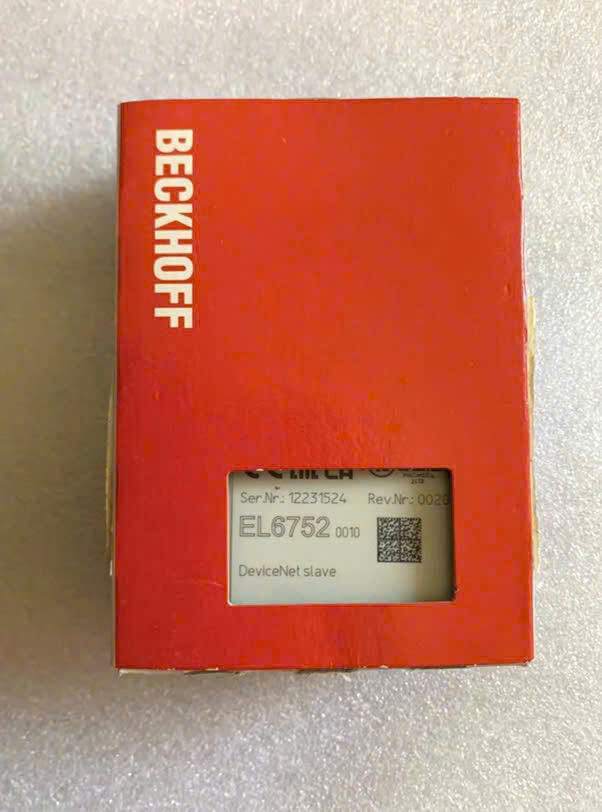 BECKHOFF
Ser.Nr.: 12231524 Rev.Nr.: 0020
EL6752 0010
DeviceNet slave